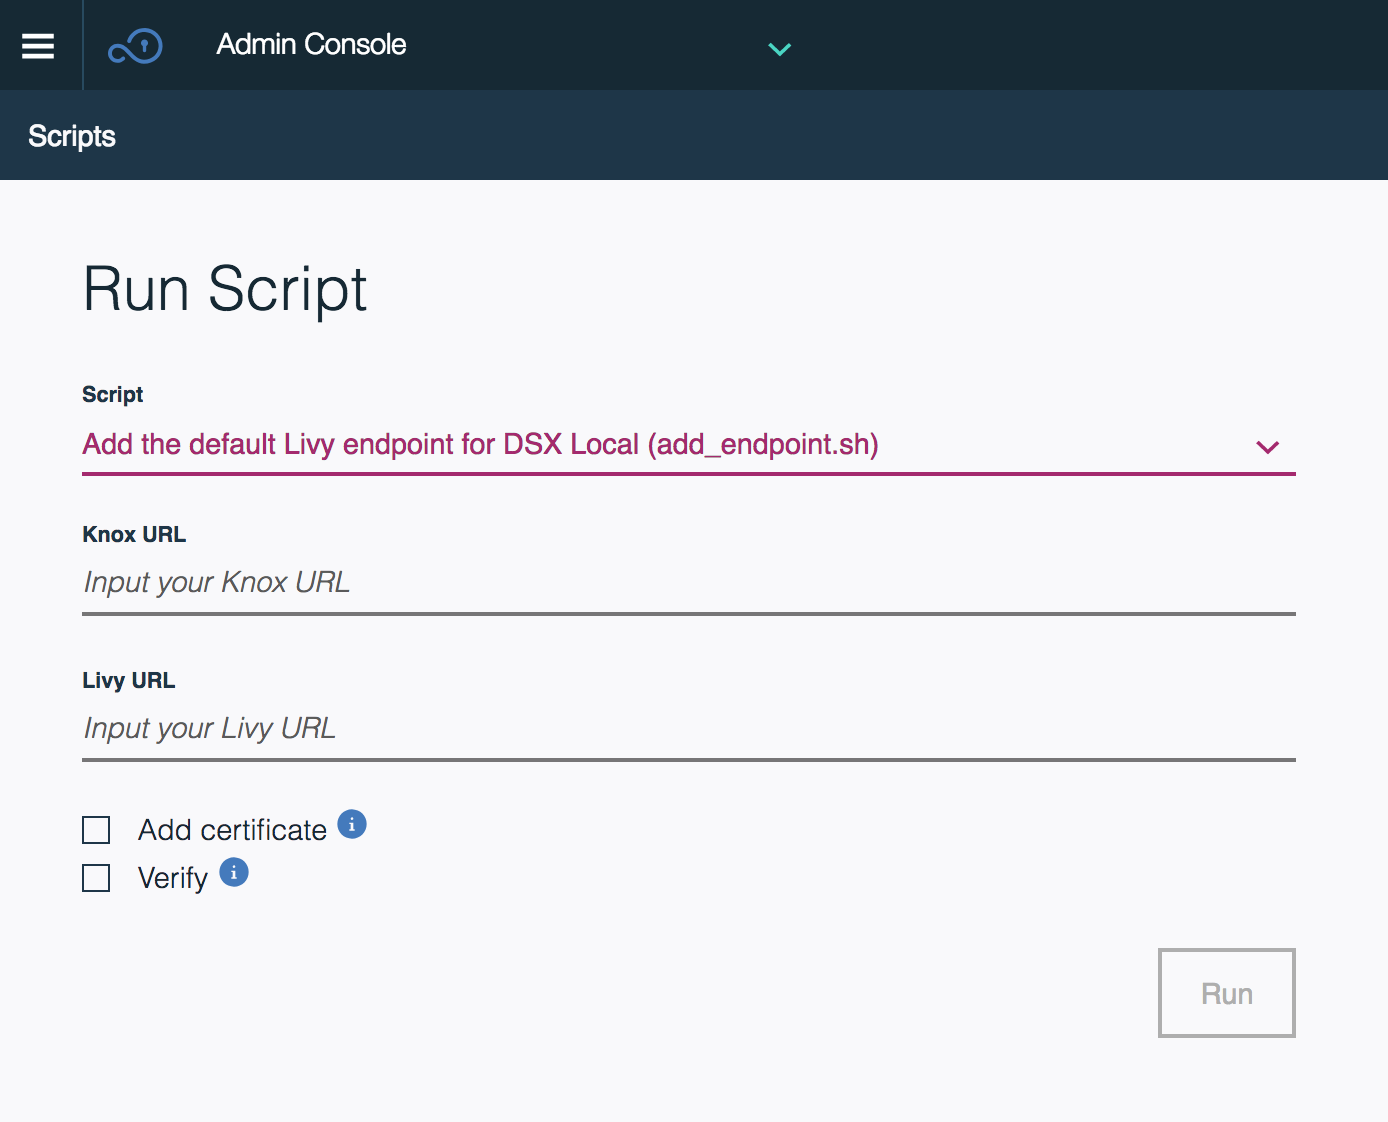 Admin Console
Scripts
Run Script
Script
Add the default Livy endpoint for DSX Local (add_endpoint.sh)
Knox URL
Input your Knox URL
Livy URL
Input your Livy URL
Add certificate i
Verify i
Run